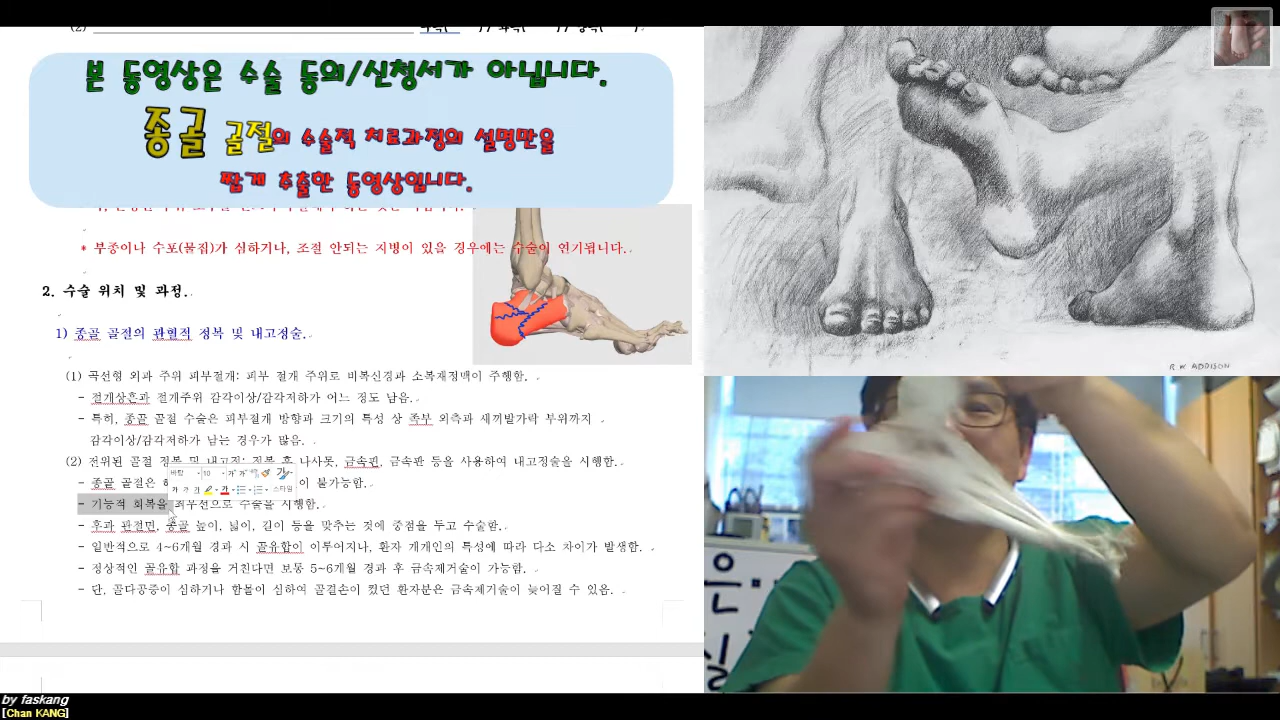 (2)
본 동영상은 수술 동의/신청서가 아닙니다.
종골 골절의 수술적 치료과정의 설명만을
짧게 추출한 동영상입니다.
* 부종이나 수포(물집)가 심하거나, 조절 안되는 지병이 있을 경우에는 수술이 연기됩니다.
2. 수술 위치 및 과정.
1) 종골 골절의 관혈적 정복 및 내고정술.
(1) 곡선형 외과 주위 피부절개: 피부 절개 주위로 비복신경과 소복재정맥이 주행함.
- 절개상흔과 절개주위 감각이상/감각저하가 어느 정도 남음.
- 특히, 종골 골절 수술은 피부절개 방향과 크기의 특성 상 족부 외측과 새끼발가락 부위까지
감각이상/감각저하가 남는 경우가 많음.
(2) 전위된 골절 정복 및 내고정: 정복 후 나사못, 금속핀, 금속판 등을 사용하여 내고정술을 시행함.
바탕 10 가 가 가
- 종골 골절은 이 불가능함.
가 가 가 가 스타일
- 기능적 회복을 최우선으로 수술을 시행함.
- 후과 관절면, 종골 높이, 넓이, 길이 등을 맞추는 것에 중점을 두고 수술함.
- 일반적으로 4~6개월 경과 시 골유합이 이루어지나, 환자 개개인의 특성에 따라 다소 차이가 발생함.
- 정상적인 골유합 과정을 거친다면 보통 5~6개월 경과 후 금속제거술이 가능함.
- 단, 골다공증이 심하거나 함몰이 심하여 골결손이 컸던 환자분은 금속제거술이 늦어질 수 있음.
R K ADDISON
by faskang
[Chan KANG]